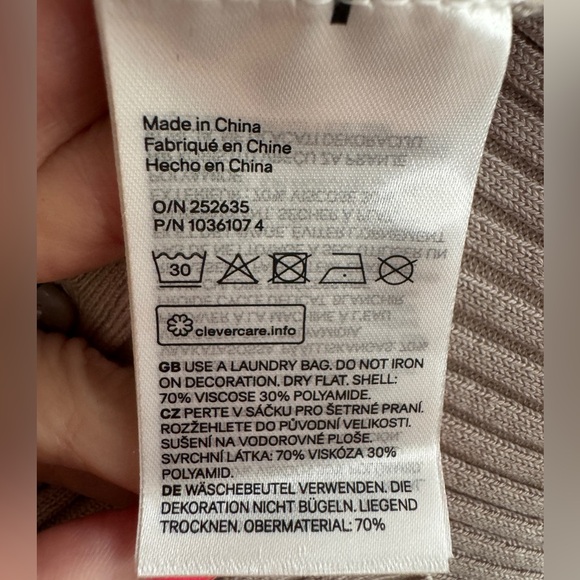 Made in China
Fabriqué en Chine
Hecho en China
O/N 252635
P/N 1036107 4
30
clevercare.info
GB USE A LAUNDRY BAG. DO NOT IRON
ON DECORATION. DRY FLAT. SHELL:
70% VISCOSE 30% POLYAMIDE.
CZ PERTE V SÁČKU PRO ŠETRNÉ PRANÍ.
ROZŽEHLETE DO PŮVODNÍ VELIKOSTI.
SUŠENÍ NA VODOROVNÉ PLOŠE.
SVRCHNÍ LÁTKA: 70% VISKÓZA 30%
POLYAMID.
DE WÄSCHEBEUTEL VERWENDEN. DIE
DEKORATION NICHT BÜGELN. LIEGEND
TROCKNEN. OBERMATERIAL: 70%